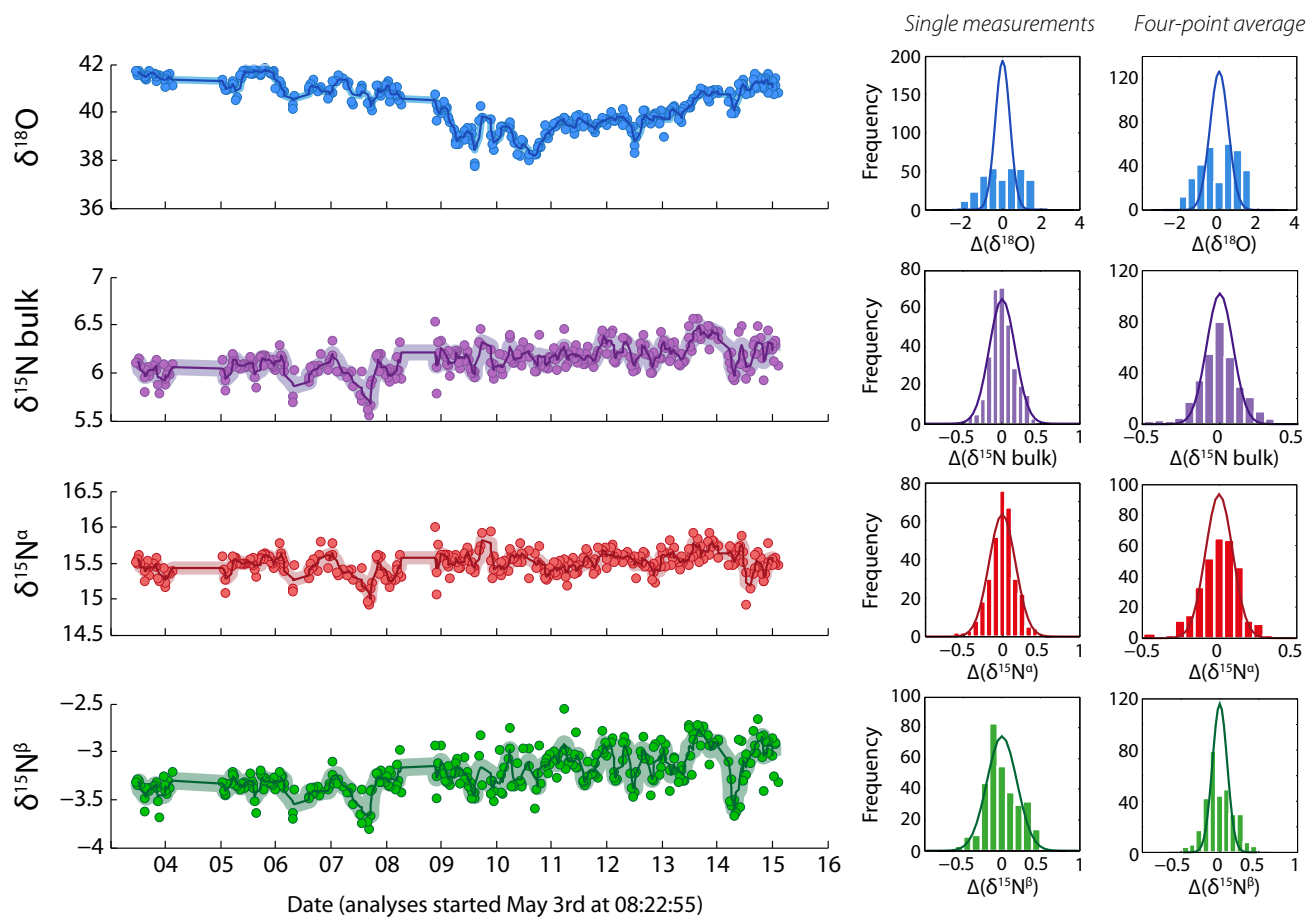 Single measurements
Four-point average
δ¹⁸O
42
40
38
36
Frequency
200
150
100
50
0
−2 0 2 4
Δ(δ¹⁸O)
120
80
40
0
−2 0 2 4
Δ(δ¹⁸O)
δ¹⁵N bulk
7
6.5
6
5.5
Frequency
80
60
40
20
0
−0.5 0 0.5 1
Δ(δ¹⁵N bulk)
120
80
40
0
−0.5 0 0.5
Δ(δ¹⁵N bulk)
δ¹⁵Nᵅ
16.5
16
15.5
15
14.5
Frequency
80
60
40
20
0
−0.5 0 0.5 1
Δ(δ¹⁵Nᵅ)
100
80
60
40
20
0
−0.5 0 0.5
Δ(δ¹⁵Nᵅ)
δ¹⁵Nᵝ
−2.5
−3
−3.5
−4
04 05 06 07 08 09 10 11 12 13 14 15 16
Date (analyses started May 3rd at 08:22:55)
Frequency
100
80
60
40
20
0
−0.5 0 0.5 1
Δ(δ¹⁵Nᵝ)
120
80
40
0
−0.5 0 0.5 1
Δ(δ¹⁵Nᵝ)